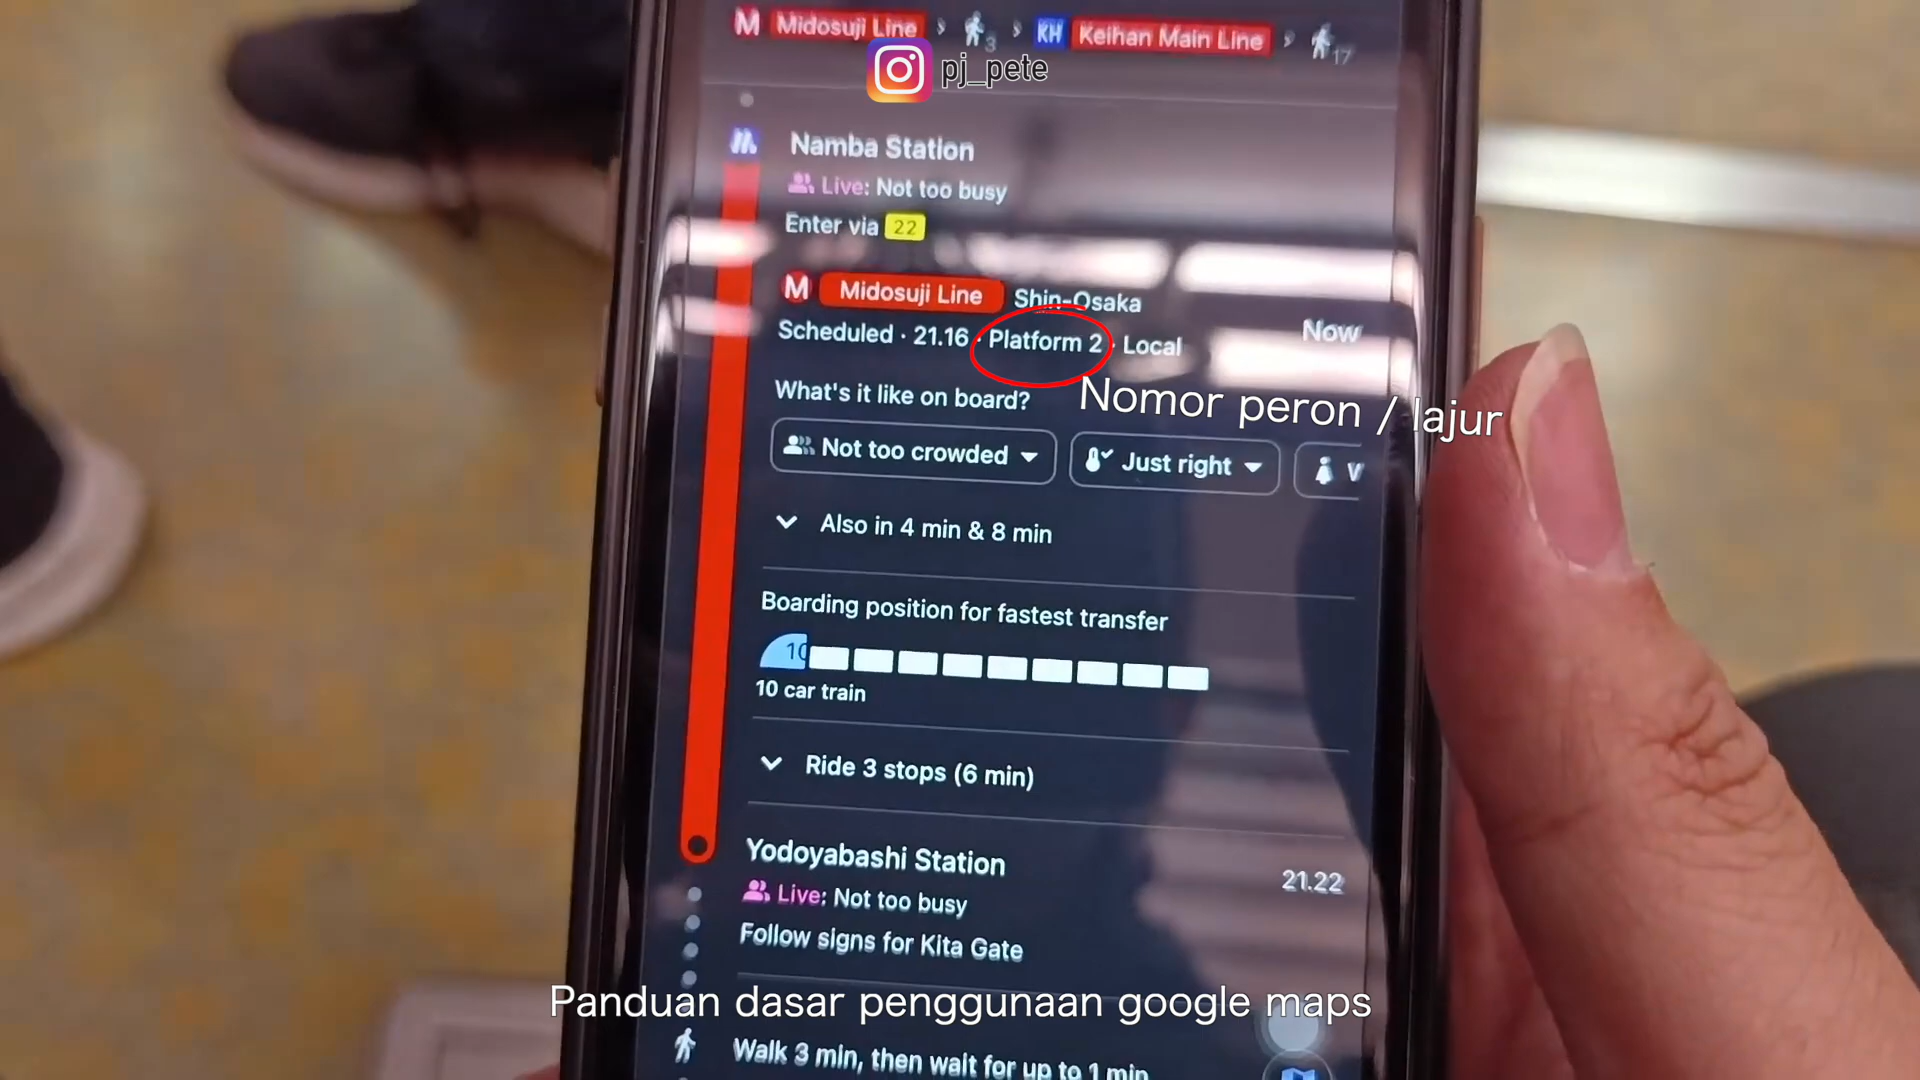 M Midosuji Line > 3 > KH Keihan Main Line > 17
pj_pete
Namba Station
Live: Not too busy
Enter via 22
M Midosuji Line Shin-Osaka
Scheduled · 21.16 · Platform 2 · Local
Now
Nomor peron / lajur
What's it like on board?
Not too crowded
Just right
Also in 4 min & 8 min
Boarding position for fastest transfer
10
10 car train
Ride 3 stops (6 min)
Yodoyabashi Station
21.22
Live: Not too busy
Follow signs for Kita Gate
Panduan dasar penggunaan google maps
Walk 3 min, then wait for up to 1 min